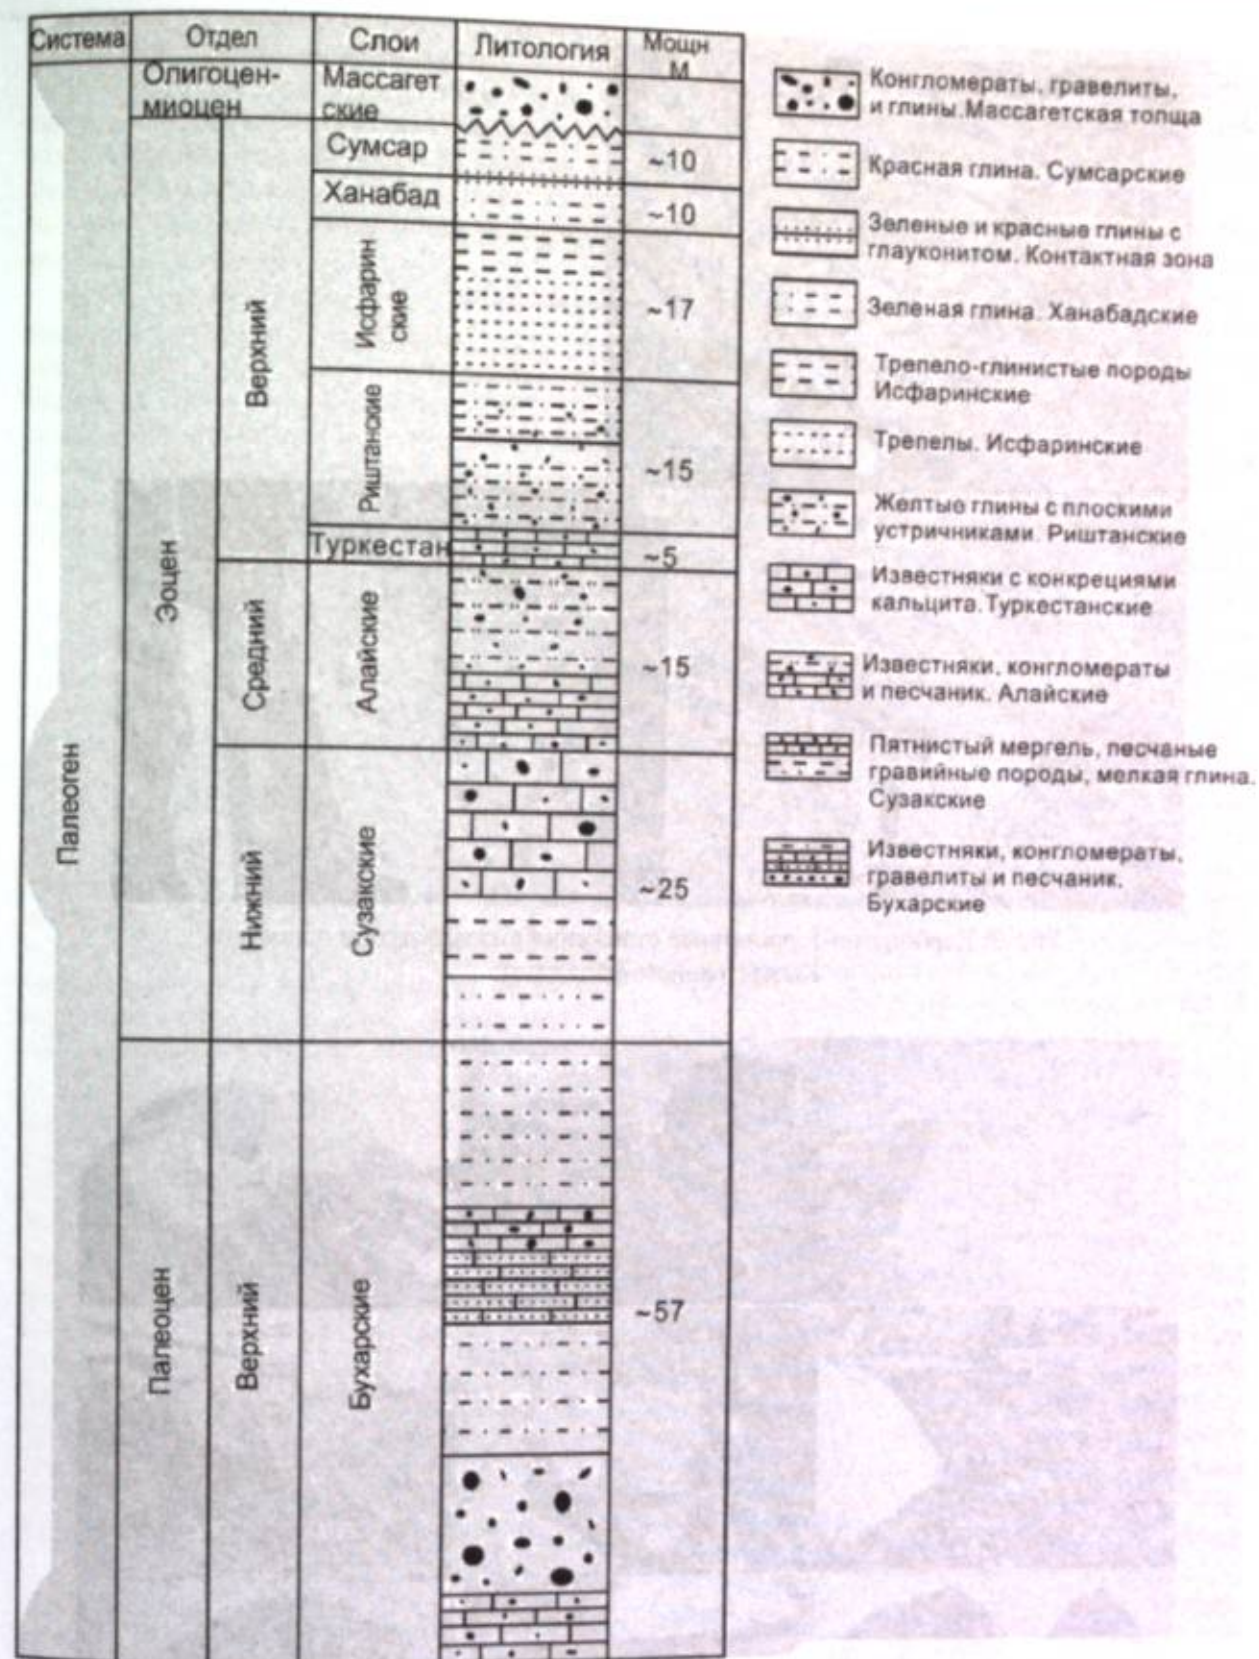 Система
Отдел
Слои
Литология
Мощн
М
Олигоцен-
миоцен
Массагет
ские
Сумсар
~10
Ханабад
~10
Исфарин
ские
~17
Верхний
Риштанские
~15
Туркестан
~5
Эоцен
Средний
Алайские
~15
Палеоген
Нижний
Сузакские
~25
Палеоцен
Верхний
Бухарские
~57
Конгломераты, гравелиты,
и глины.Массагетская топща
Красная глина. Сумсарские
Зеленые и красные глины с
глауконитом. Контактная зона
Зеленая глина. Ханабадские
Трепело-глинистые породы
Исфаринские
Трепелы. Исфаринские
Желтые глины с плоскими
устричниками. Риштанские
Известняки с конкрециями
кальцита.Туркестанские
Известняки, конгломераты
и песчаник. Алайские
Пятнистый мергель, песчаные
гравийные породы, мелкая глина.
Сузакские
Известняки, конгломераты,
гравелиты и песчаник.
Бухарские